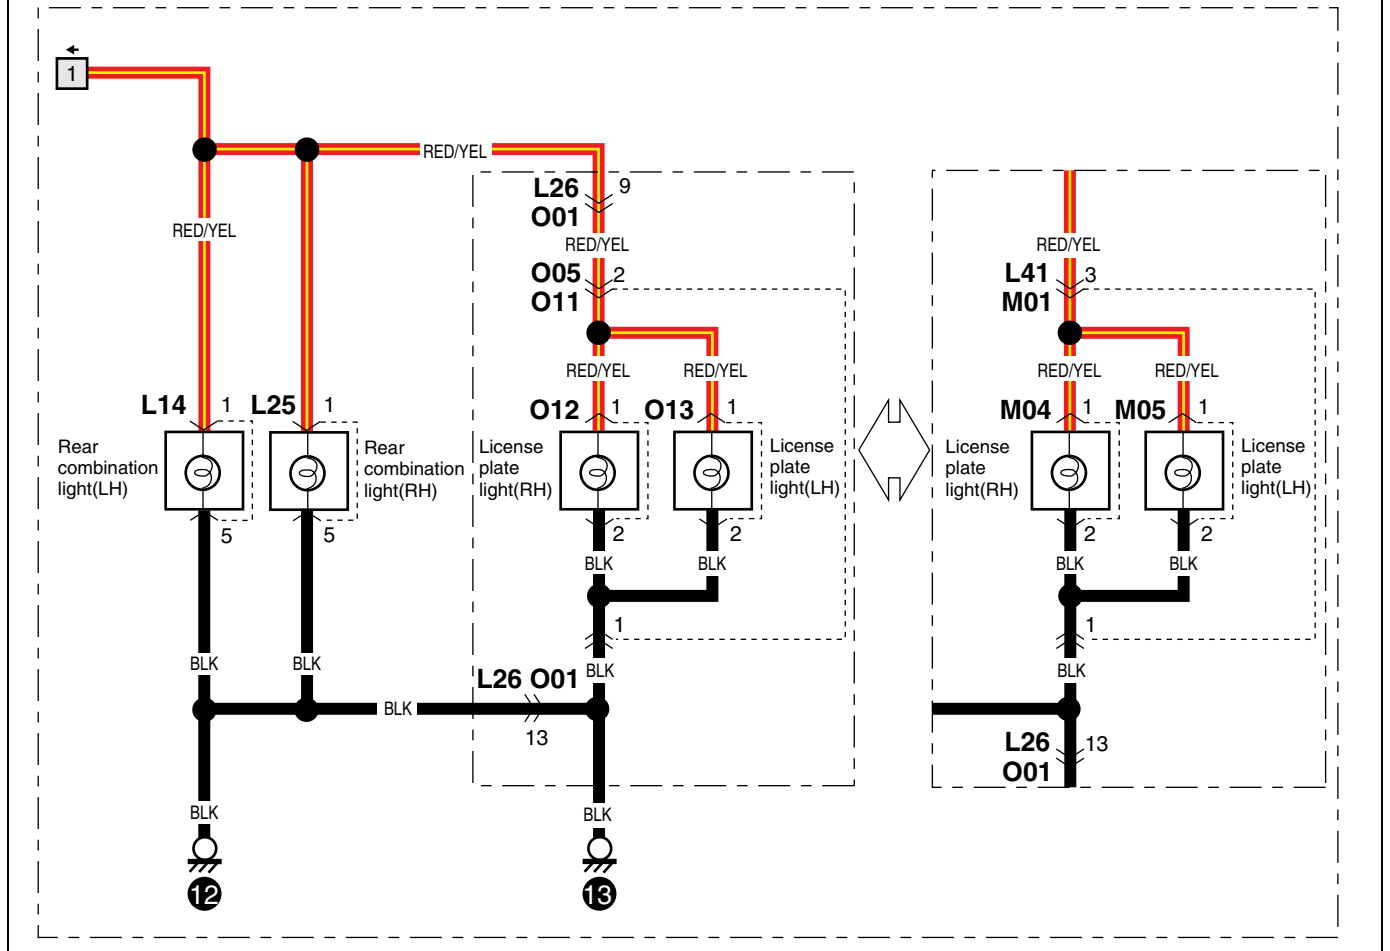 1
RED/YEL
L26
9
O01
RED/YEL
RED/YEL
RED/YEL
O05
2
O11
L41
3
M01
RED/YEL
RED/YEL
RED/YEL
RED/YEL
L14
1
L25
1
O12
1
O13
1
M04
1
M05
1
Rear
combination
light(LH)
Rear
combination
light(RH)
License
plate
light(RH)
License
plate
light(LH)
License
plate
light(RH)
License
plate
light(LH)
5
5
2
2
2
2
BLK
BLK
BLK
BLK
1
1
BLK
BLK
BLK
BLK
L26 O01
BLK
13
L26
13
O01
BLK
BLK
12
13